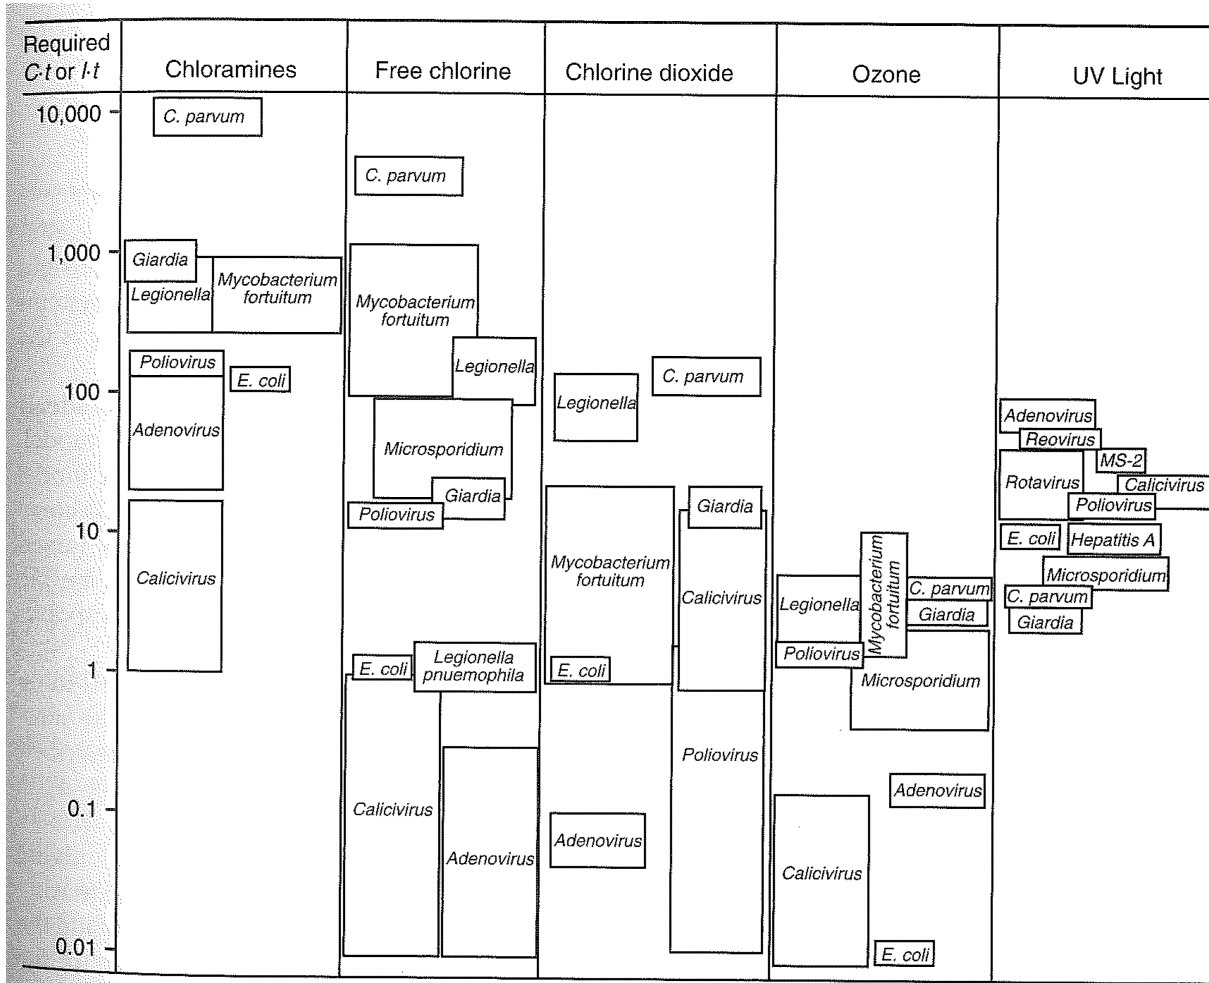 Required
C·t or I·t
Chloramines
Free chlorine
Chlorine dioxide
Ozone
UV Light
10,000
1,000
100
10
1
0.1
0.01
C. parvum
Giardia
Legionella
Mycobacterium
fortuitum
Poliovirus
E. coli
Adenovirus
Calicivirus
C. parvum
Mycobacterium
fortuitum
Legionella
Microsporidium
Giardia
Poliovirus
E. coli
Legionella
pnuemophila
Calicivirus
Adenovirus
C. parvum
Legionella
Giardia
Mycobacterium
fortuitum
Calicivirus
E. coli
Poliovirus
Adenovirus
Mycobacterium
fortuitum
Legionella
C. parvum
Giardia
Poliovirus
Microsporidium
Adenovirus
Calicivirus
E. coli
Adenovirus
Reovirus
MS-2
Rotavirus
Calicivirus
Poliovirus
E. coli
Hepatitis A
Microsporidium
C. parvum
Giardia